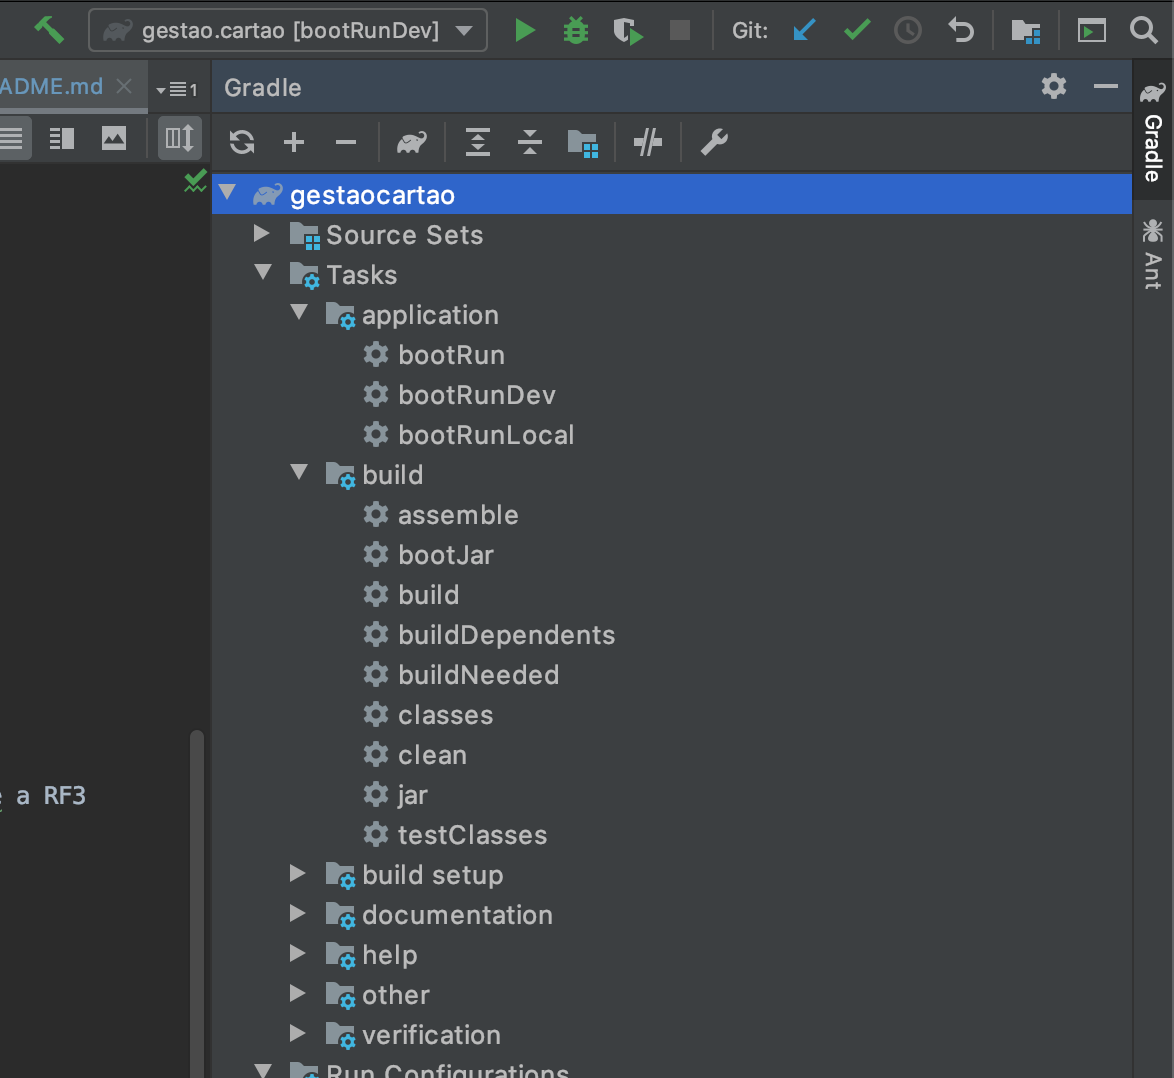 gestao.cartao [bootRunDev]
Git:
ADME.md
1
Gradle
Gradle
Ant
gestaocartao
Source Sets
Tasks
application
bootRun
bootRunDev
bootRunLocal
build
assemble
bootJar
build
buildDependents
buildNeeded
classes
clean
a RF3
jar
testClasses
build setup
documentation
help
other
verification
Run Configurations